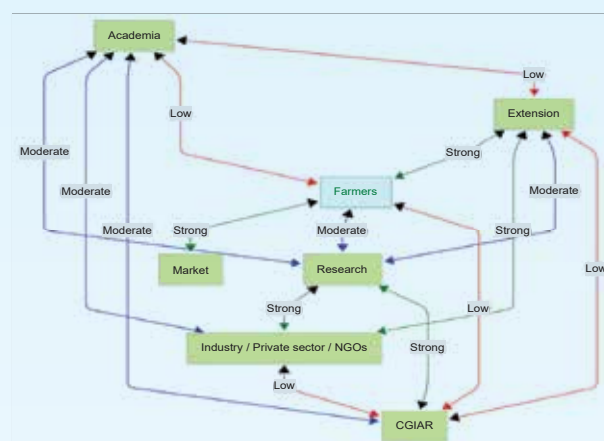 Academia
Low
Extension
Low
Strong
Moderate
Moderate
Farmers
Moderate
Strong
Moderate
Moderate
Strong
Market
Research
Low
Strong
Low
Industry / Private sector / NGOs
Strong
Low
CGIAR